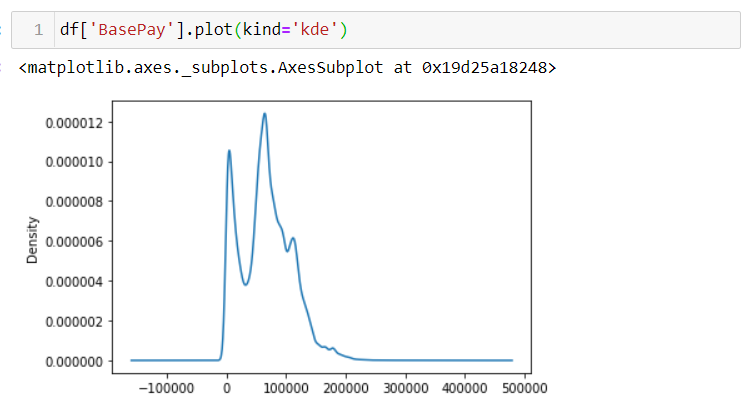 1 df['BasePay'].plot(kind='kde')
<matplotlib.axes._subplots.AxesSubplot at 0x19d25a18248>
0.000012
0.000010
0.000008
0.000006
0.000004
0.000002
0.000000
Density
−100000 0 100000 200000 300000 400000 500000